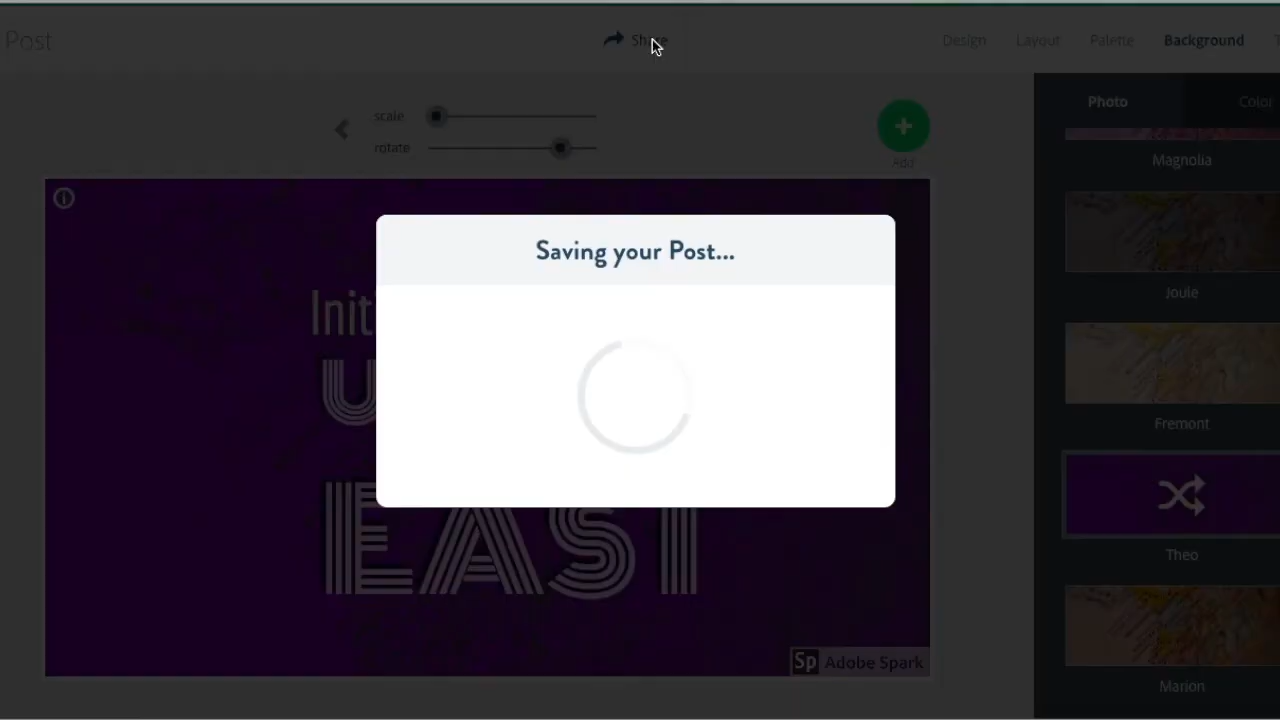 Post
Share
Design Layout Palette Background
scale
rotate
Add
Photo
Color
Magnolia
Joule
Fremont
Theo
Marion
Saving your Post...
Init
U
EAST
Sp Adobe Spark